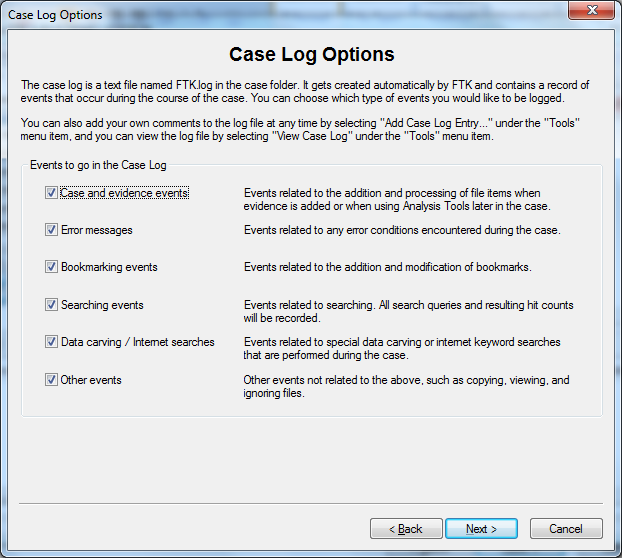 Case Log Options
Case Log Options
The case log is a text file named FTK.log in the case folder. It gets created automatically by FTK and contains a record of
events that occur during the course of the case. You can choose which type of events you would like to be logged.
You can also add your own comments to the log file at any time by selecting "Add Case Log Entry..." under the "Tools"
menu item, and you can view the log file by selecting "View Case Log" under the "Tools" menu item.
Events to go in the Case Log
Case and evidence events
Events related to the addition and processing of file items when
evidence is added or when using Analysis Tools later in the case.
Error messages
Events related to any error conditions encountered during the case.
Bookmarking events
Events related to the addition and modification of bookmarks.
Searching events
Events related to searching. All search queries and resulting hit counts
will be recorded.
Data carving / Internet searches
Events related to special data carving or internet keyword searches
that are performed during the case.
Other events
Other events not related to the above, such as copying, viewing, and
ignoring files.
< Back
Next >
Cancel